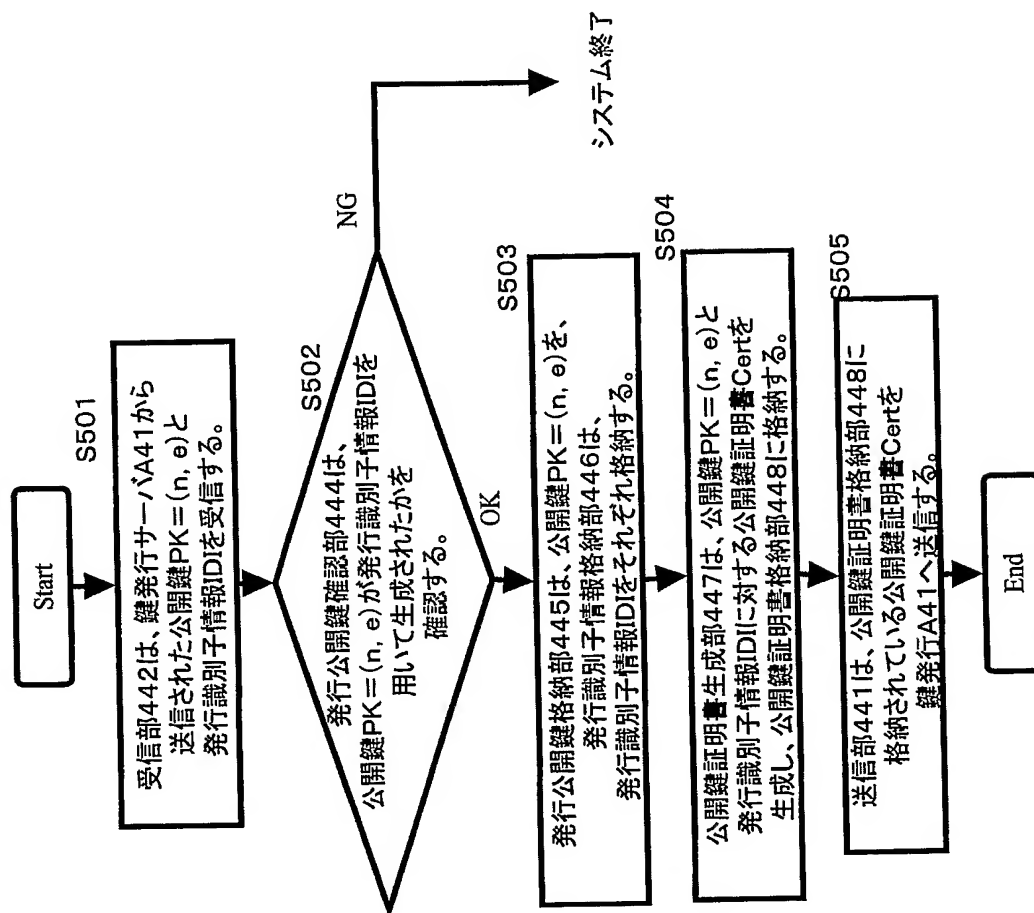 Start
S501
受信部442は、鍵発行サーバA41から
送信された公開鍵PK=(n, e)と
発行識別子情報IDIを受信する。
S502
発行公開鍵確認部444は、
公開鍵PK=(n, e)が発行識別子情報IDIを
用いて生成されたかを
確認する。
NG
システム終了
OK
S503
発行公開鍵格納部445は、公開鍵PK=(n, e)を、
発行識別子情報格納部446は、
発行識別子情報IDIをそれぞれ格納する。
S504
公開鍵証明書生成部447は、公開鍵PK=(n, e)と
発行識別子情報IDIに対する公開鍵証明書Certを
生成し、公開鍵証明書格納部448に格納する。
S505
送信部441は、公開鍵証明書格納部448に
格納されている公開鍵証明書Certを
鍵発行A41へ送信する。
End